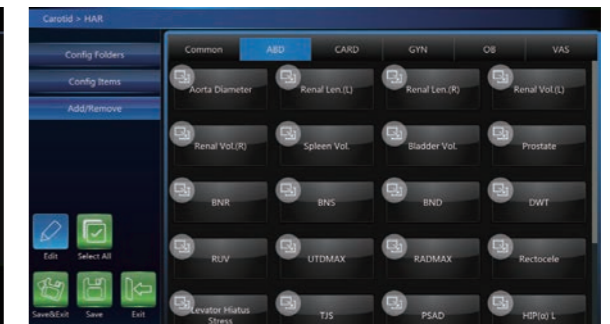 Carotid > HAR
Config Folders
Config Items
Add/Remove
Common ABD CARD GYN OB VAS
Aorta Diameter Renal Len.(L) Renal Len.(R) Renal Vol.(L)
Renal Vol.(R) Spleen Vol. Bladder Vol. Prostate
BNR BNS BND DWT
RUV UTDMAX RADMAX Rectocele
Levator Hiatus
Stress TJS PSAD HIP(α) L
Edit Select All
Save&Exit Save Exit